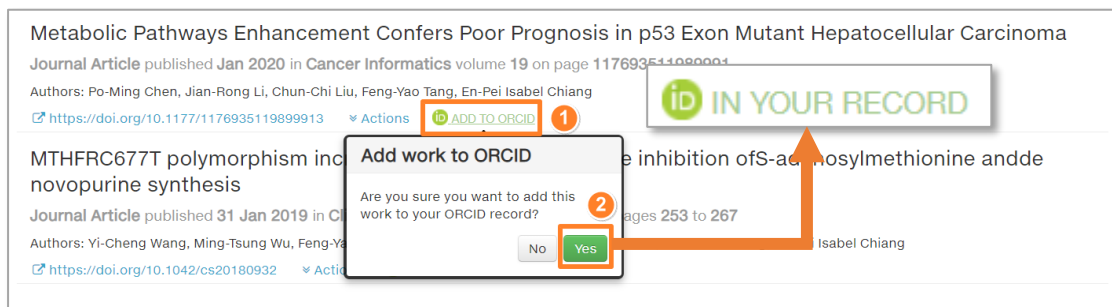 Metabolic Pathways Enhancement Confers Poor Prognosis in p53 Exon Mutant Hepatocellular Carcinoma
Journal Article published Jan 2020 in Cancer Informatics volume 19 on page 117693511989991
Authors: Po-Ming Chen, Jian-Rong Li, Chun-Chi Liu, Feng-Yao Tang, En-Pei Isabel Chiang
iD IN YOUR RECORD
https://doi.org/10.1177/1176935119899913 Actions iD ADD TO ORCID 1
MTHFRC677T polymorphism inc e inhibition ofS-adenosylmethionine andde
novopurine synthesis
Add work to ORCID
Are you sure you want to add this
work to your ORCID record?
2
No Yes
Journal Article published 31 Jan 2019 in Cl ages 253 to 267
Authors: Yi-Cheng Wang, Ming-Tsung Wu, Feng-Ya Isabel Chiang
https://doi.org/10.1042/cs20180932 Actic